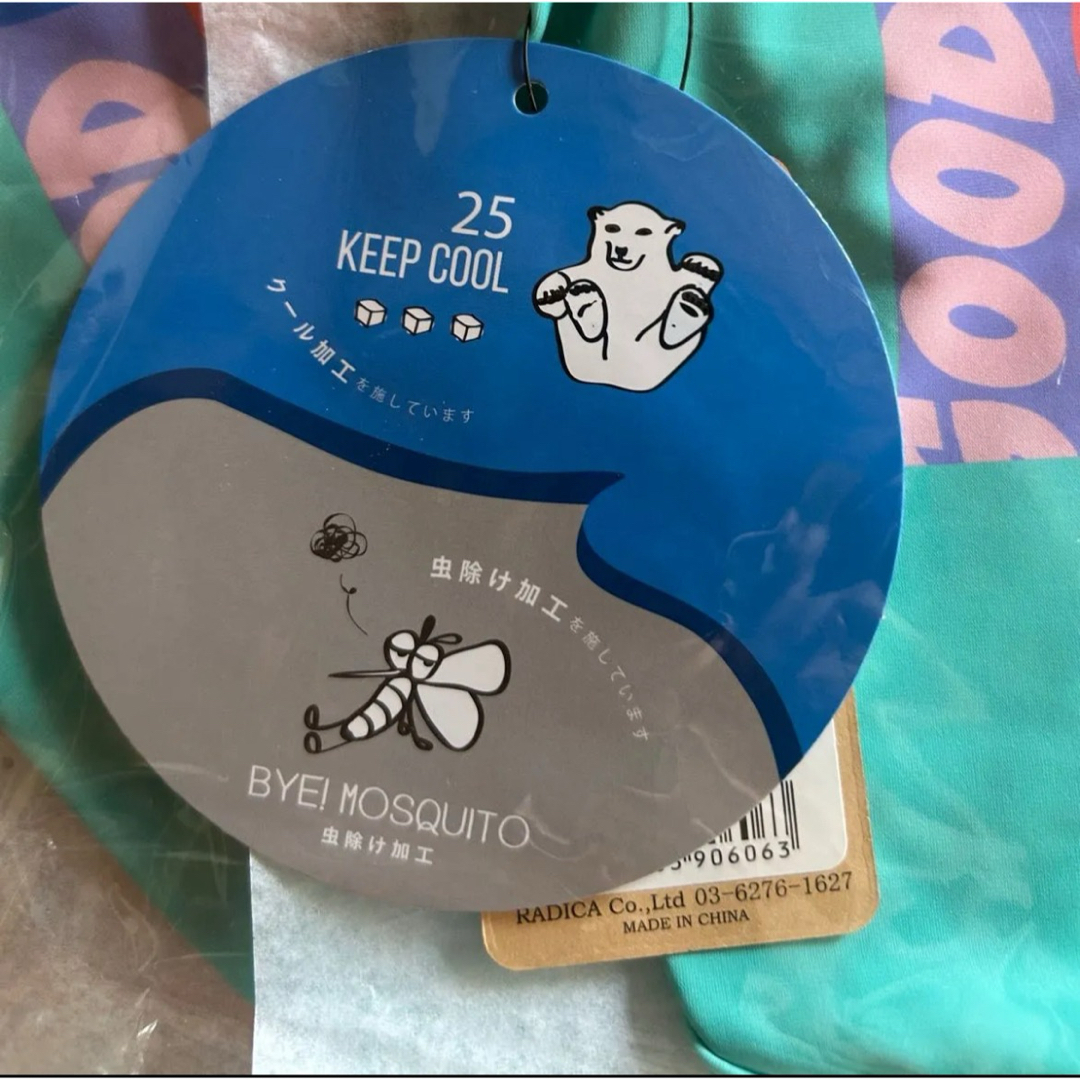 25
KEEP COOL
クール加工を施しています
虫除け加工を施しています
BYE! MOSQUITO
虫除け加工
906063
RADICA Co.,Ltd 03-6276-1627
MADE IN CHINA